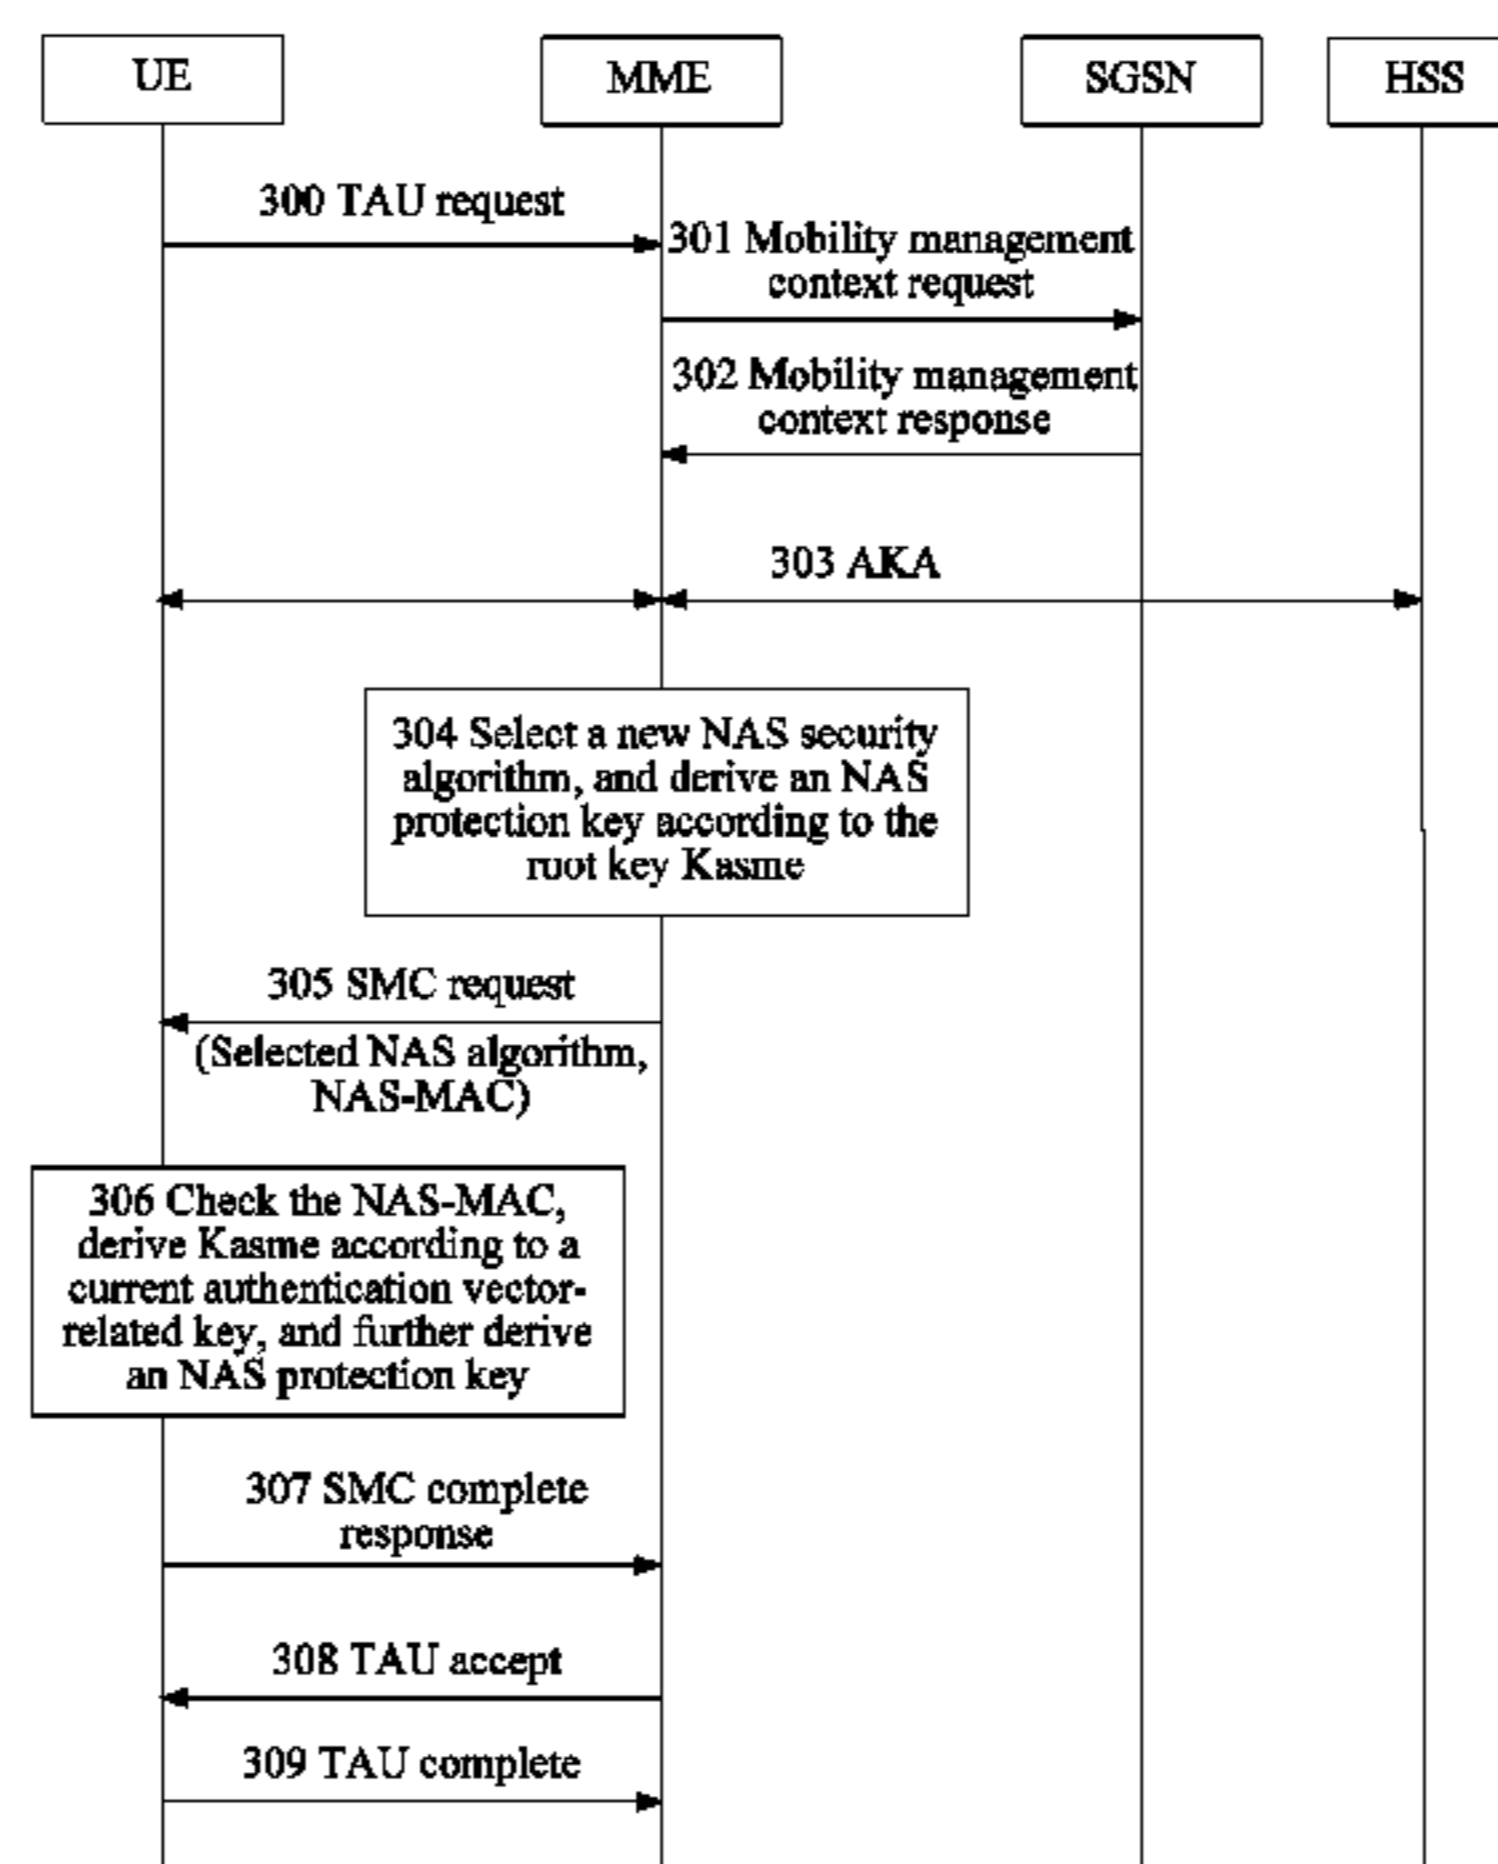 UE
MME
SGSN
HSS
300 TAU request
301 Mobility management
context request
302 Mobility management
context response
303 AKA
304 Select a new NAS security
algorithm, and derive an NAS
protection key according to the
root key Kasme
305 SMC request
(Selected NAS algorithm,
NAS-MAC)
306 Check the NAS-MAC,
derive Kasme according to a
current authentication vector-
related key, and further derive
an NAS protection key
307 SMC complete
response
308 TAU accept
309 TAU complete